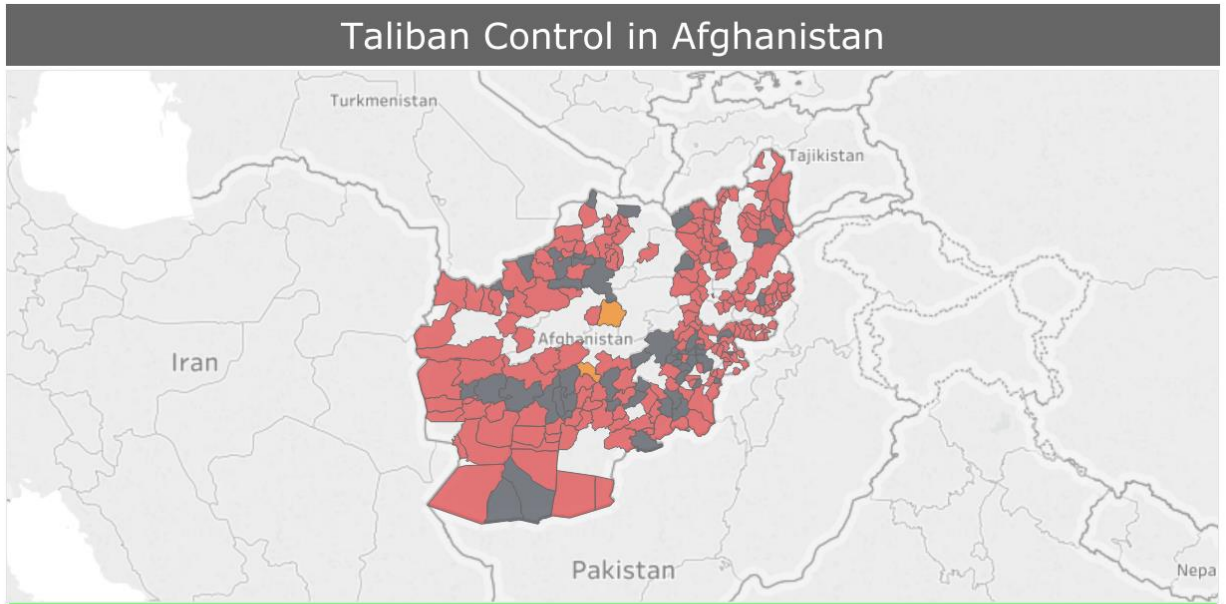 Taliban Control in Afghanistan
Turkmenistan
Tajikistan
Afghanistan
Iran
Pakistan
Nepa